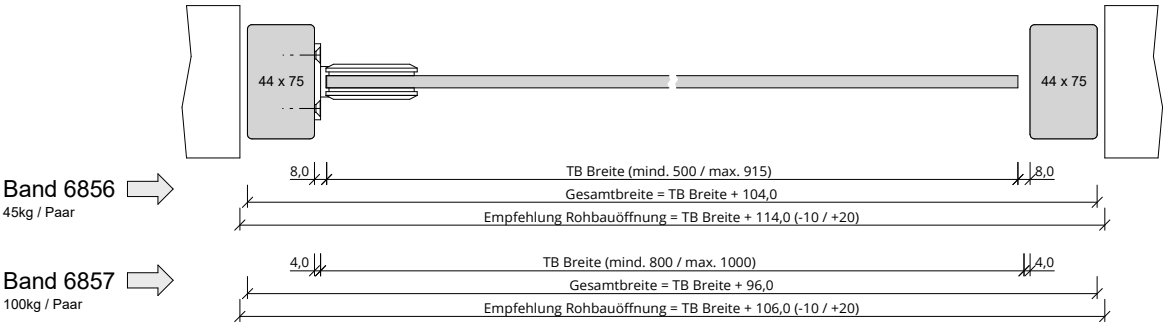 44 x 75
44 x 75
8,0
TB Breite (mind. 500 / max. 915)
8,0
Band 6856
45kg / Paar
Gesamtbreite = TB Breite + 104,0
Empfehlung Rohbauöffnung = TB Breite + 114,0 (-10 / +20)
4,0
TB Breite (mind. 800 / max. 1000)
4,0
Band 6857
100kg / Paar
Gesamtbreite = TB Breite + 96,0
Empfehlung Rohbauöffnung = TB Breite + 106,0 (-10 / +20)